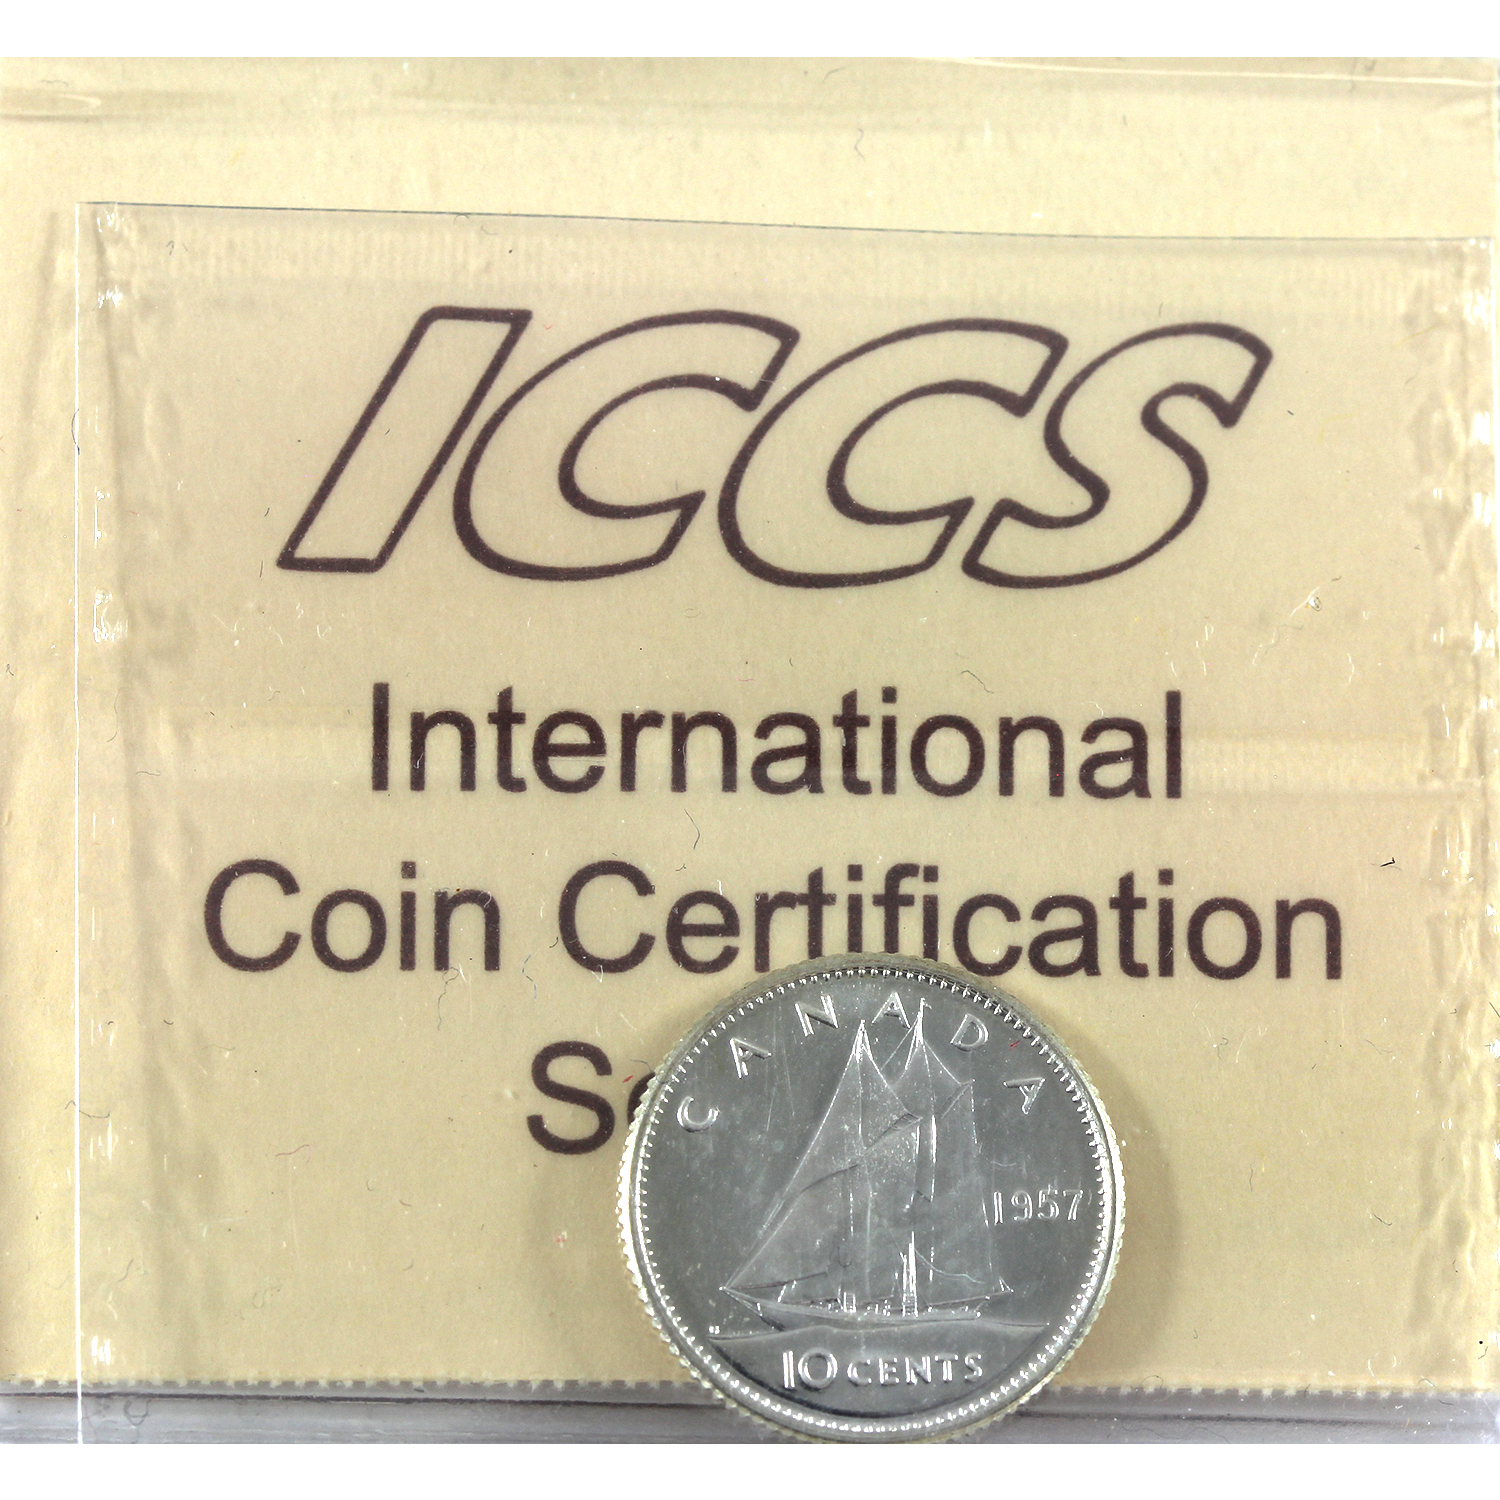 ICCS
International
Coin Certification
CANADA
1957
10 CENTS